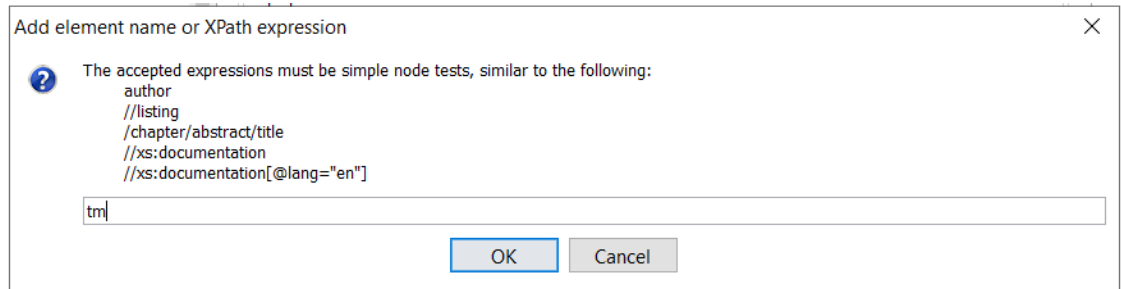 Add element name or XPath expression
The accepted expressions must be simple node tests, similar to the following:
author
//listing
/chapter/abstract/title
//xs:documentation
//xs:documentation[@lang="en"]
tm
OK Cancel